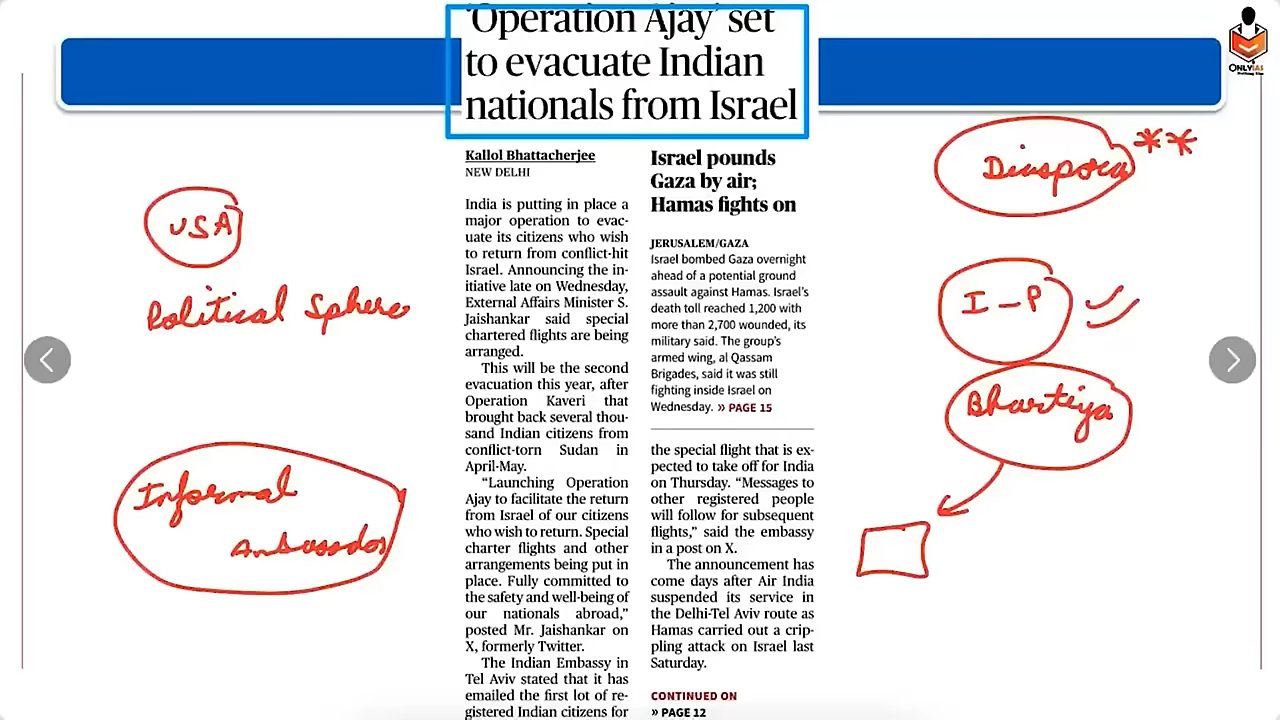 'Operation Ajay' set
to evacuate Indian
nationals from Israel
ONLYIAS
Kallol Bhattacherjee
NEW DELHI
India is putting in place a
major operation to evac-
uate its citizens who wish
to return from conflict-hit
Israel. Announcing the in-
itiative late on Wednesday,
External Affairs Minister S.
Jaishankar said special
chartered flights are being
arranged.
This will be the second
evacuation this year, after
Operation Kaveri that
brought back several thou-
sand Indian citizens from
conflict-torn Sudan in
April-May.
"Launching Operation
Ajay to facilitate the return
from Israel of our citizens
who wish to return. Special
charter flights and other
arrangements being put in
place. Fully committed to
the safety and well-being of
our nationals abroad,"
posted Mr. Jaishankar on
X, formerly Twitter.
The Indian Embassy in
Tel Aviv stated that it has
emailed the first lot of re-
gistered Indian citizens for
Israel pounds
Gaza by air;
Hamas fights on
JERUSALEM/GAZA
Israel bombed Gaza overnight
ahead of a potential ground
assault against Hamas. Israel's
death toll reached 1,200 with
more than 2,700 wounded, its
military said. The group's
armed wing, al Qassam
Brigades, said it was still
fighting inside Israel on
Wednesday. » PAGE 15
the special flight that is ex-
pected to take off for India
on Thursday. "Messages to
other registered people
will follow for subsequent
flights," said the embassy
in a post on X.
The announcement has
come days after Air India
suspended its service in
the Delhi-Tel Aviv route as
Hamas carried out a crip-
pling attack on Israel last
Saturday.
CONTINUED ON
» PAGE 12
USA
Political Sphere
Informal
Ambassador
Diaspora **
I-P
Bhartiya